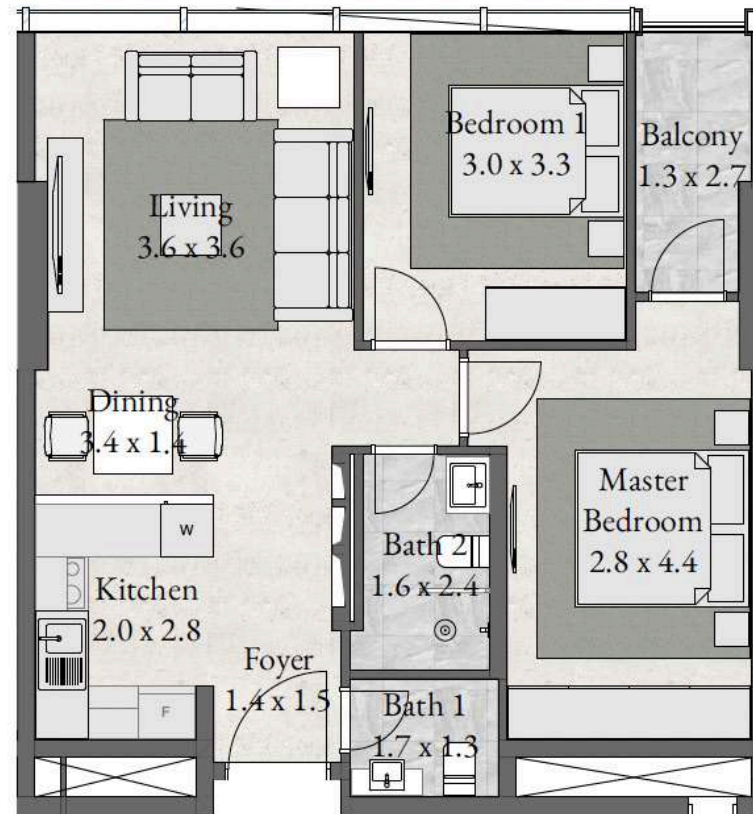 Bedroom 1
3.0 x 3.3
Balcony
1.3 x 2.7
Living
3.6 x 3.6
Dining
3.4 x 1.4
Master
Bedroom
2.8 x 4.4
W
Bath 2
1.6 x 2.4
Kitchen
2.0 x 2.8
Foyer
1.4 x 1.5
F
Bath 1
1.7 x 1.3